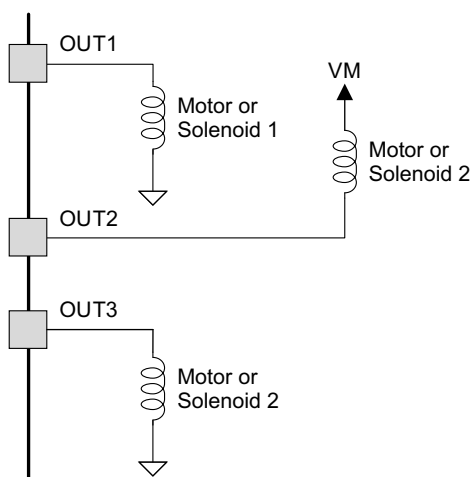 OUT1
Motor or
Solenoid 1
VM
Motor or
Solenoid 2
OUT2
OUT3
Motor or
Solenoid 2